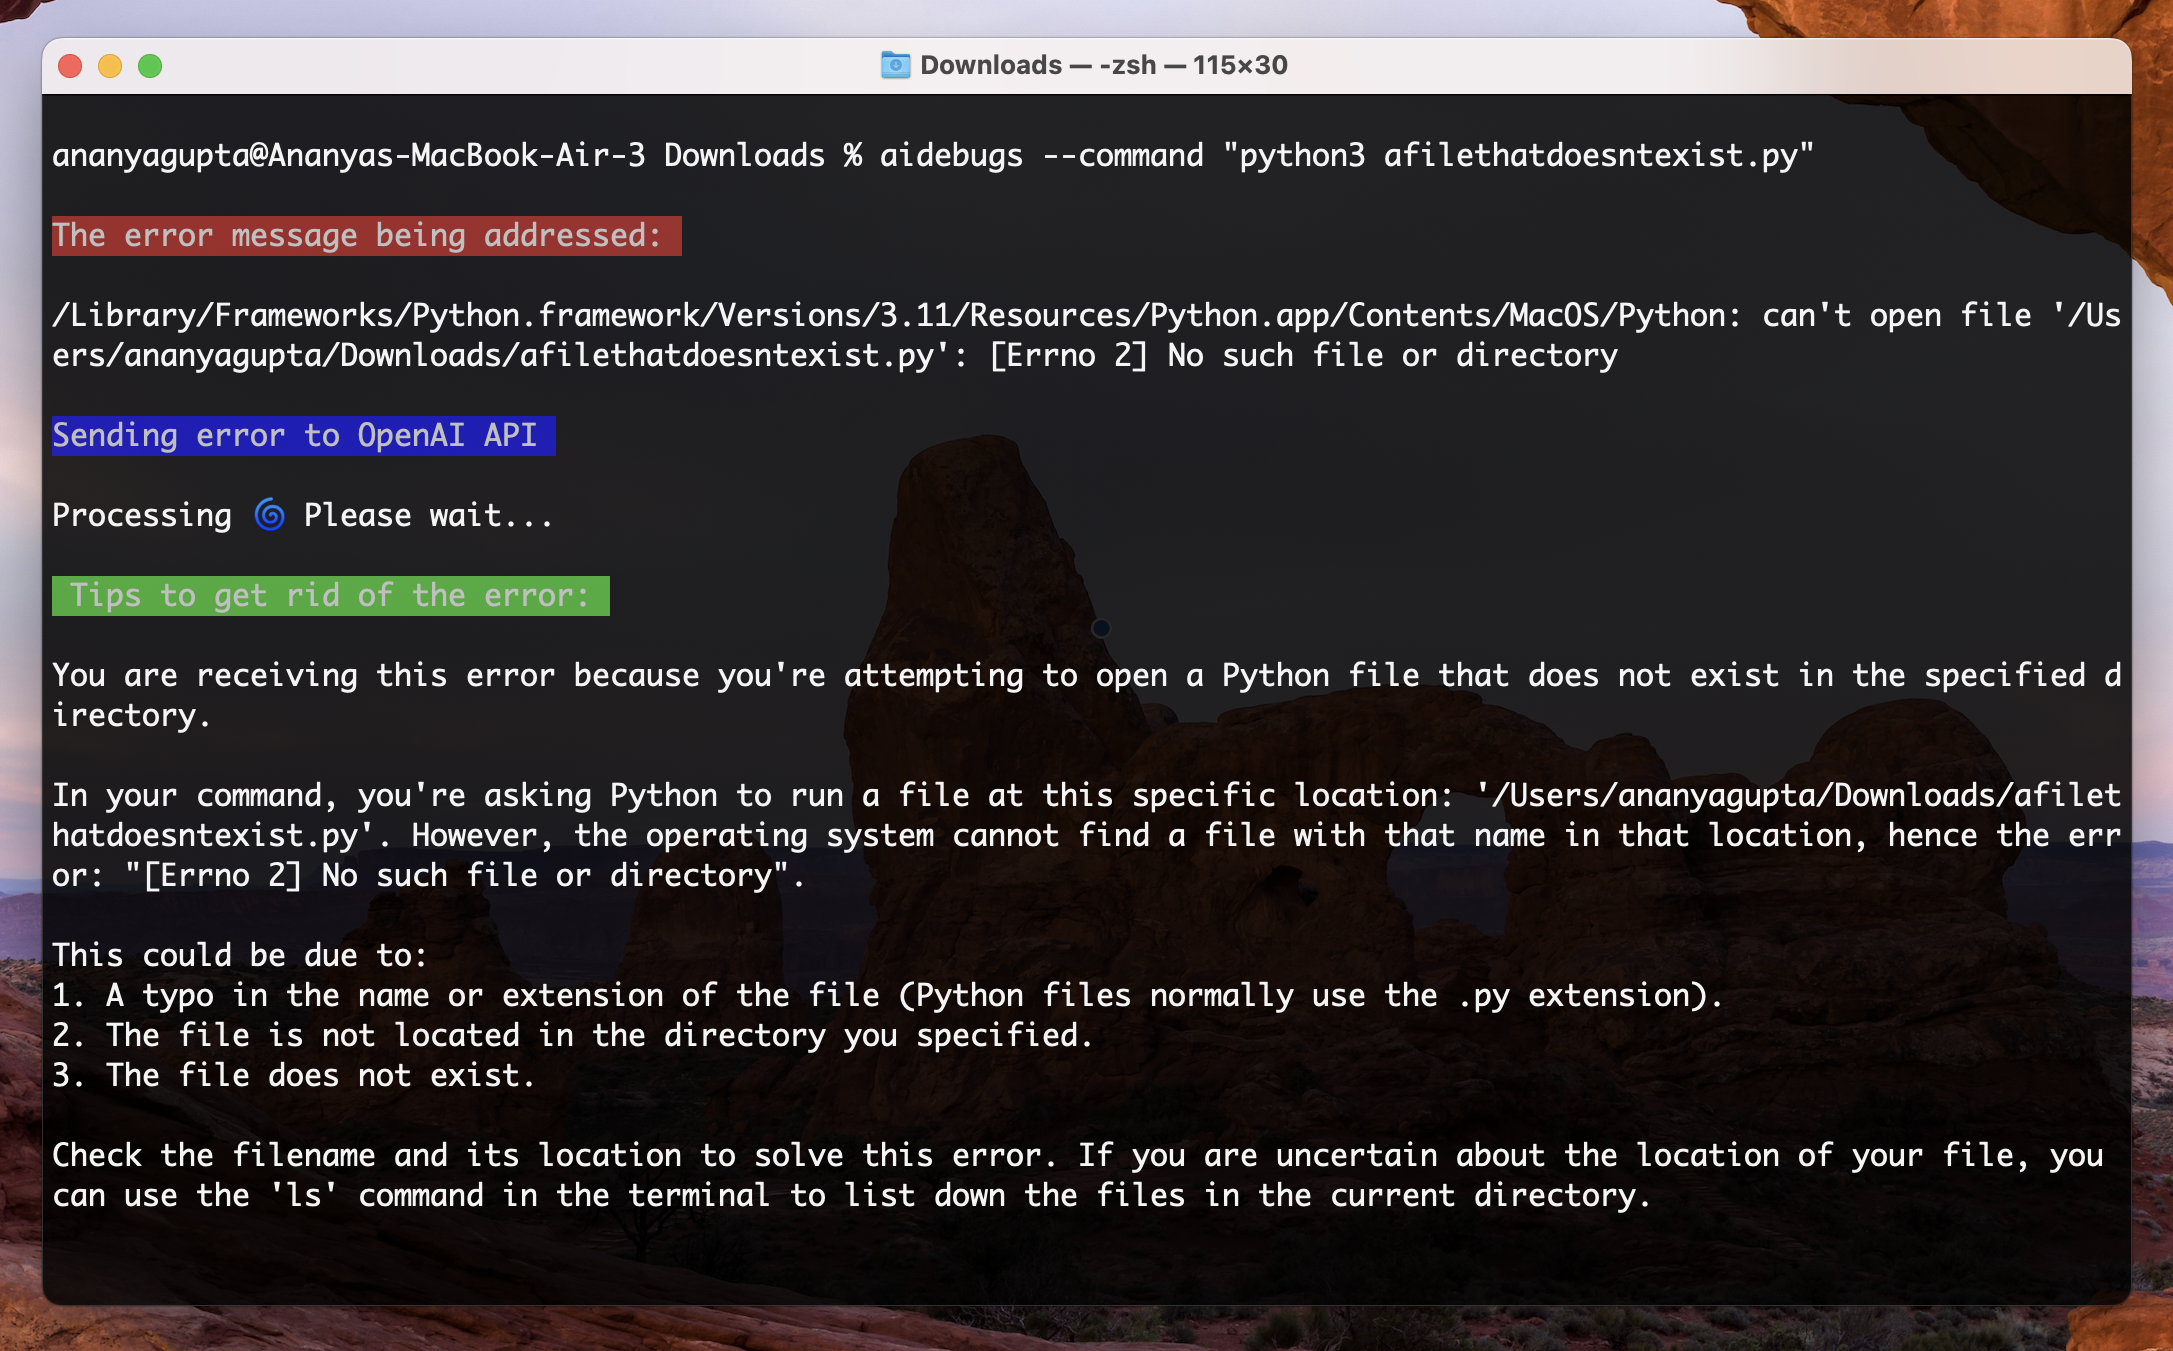 Downloads — -zsh — 115×30
ananyagupta@Ananyas-MacBook-Air-3 Downloads % aidebugs --command "python3 afilethatdoesntexist.py"
The error message being addressed:
/Library/Frameworks/Python.framework/Versions/3.11/Resources/Python.app/Contents/MacOS/Python: can't open file '/Us
ers/ananyagupta/Downloads/afilethatdoesntexist.py': [Errno 2] No such file or directory
Sending error to OpenAI API
Processing 🌀 Please wait...
Tips to get rid of the error:
You are receiving this error because you're attempting to open a Python file that does not exist in the specified d
irectory.
In your command, you're asking Python to run a file at this specific location: '/Users/ananyagupta/Downloads/afilet
hatdoesntexist.py'. However, the operating system cannot find a file with that name in that location, hence the err
or: "[Errno 2] No such file or directory".
This could be due to:
1. A typo in the name or extension of the file (Python files normally use the .py extension).
2. The file is not located in the directory you specified.
3. The file does not exist.
Check the filename and its location to solve this error. If you are uncertain about the location of your file, you
can use the 'ls' command in the terminal to list down the files in the current directory.